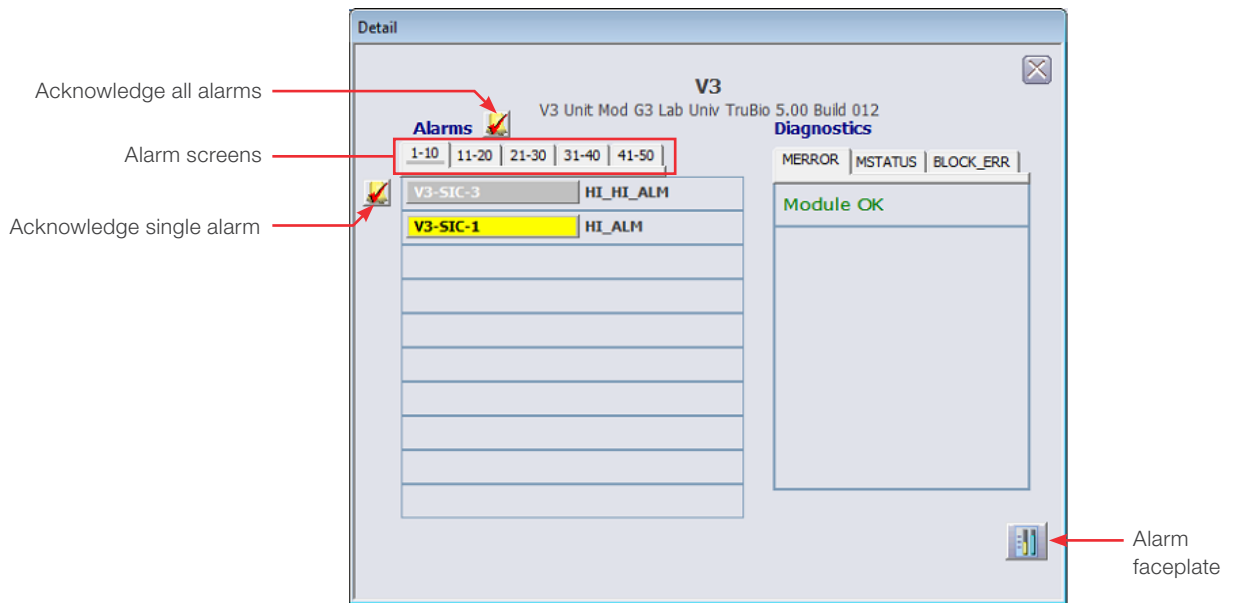 Detail
V3
V3 Unit Mod G3 Lab Univ TruBio 5.00 Build 012
Acknowledge all alarms
Alarms
Diagnostics
Alarm screens
1-10 11-20 21-30 31-40 41-50
MERROR MSTATUS BLOCK_ERR
V3-SIC-3 HI_HI_ALM
Module OK
Acknowledge single alarm
V3-SIC-1 HI_ALM
Alarm
faceplate